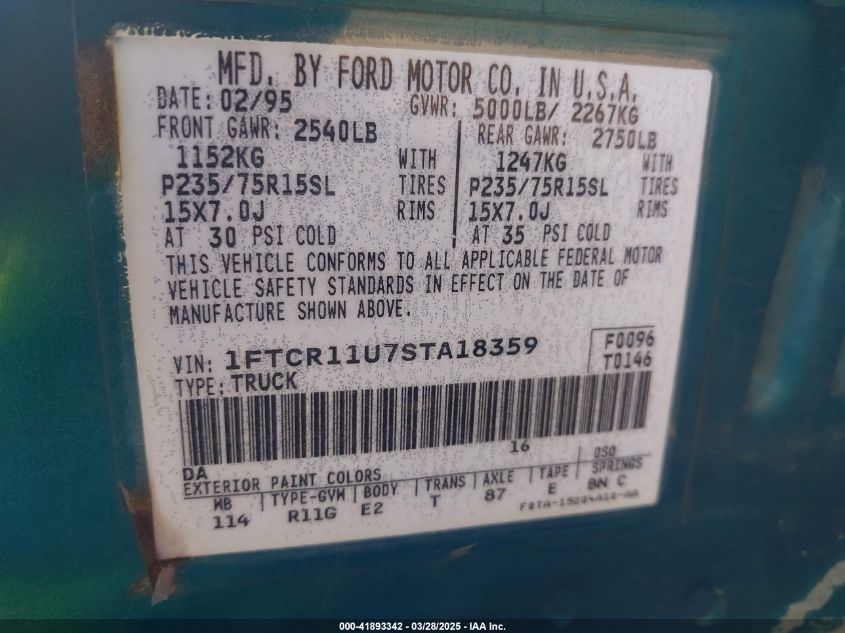 MFD. BY FORD MOTOR CO. IN U.S.A.
DATE: 02/95 GVWR: 5000LB/ 2267KG
FRONT GAWR: 2540LB REAR GAWR: 2750LB
1152KG WITH 1247KG WITH
P235/75R15SL TIRES P235/75R15SL TIRES
15X7.0J RIMS 15X7.0J RIMS
AT 30 PSI COLD AT 35 PSI COLD
THIS VEHICLE CONFORMS TO ALL APPLICABLE FEDERAL MOTOR
VEHICLE SAFETY STANDARDS IN EFFECT ON THE DATE OF
MANUFACTURE SHOWN ABOVE.
F0096
VIN: 1FTCR11U7STA18359 T0146
TYPE: TRUCK
16
DA DSO
EXTERIOR PAINT COLORS SPRINGS
WB TYPE-GVW BODY TRANS AXLE TAPE BN C
114 R11G E2 T 87 E
000-41893342 — 03/28/2025 — IAA Inc.